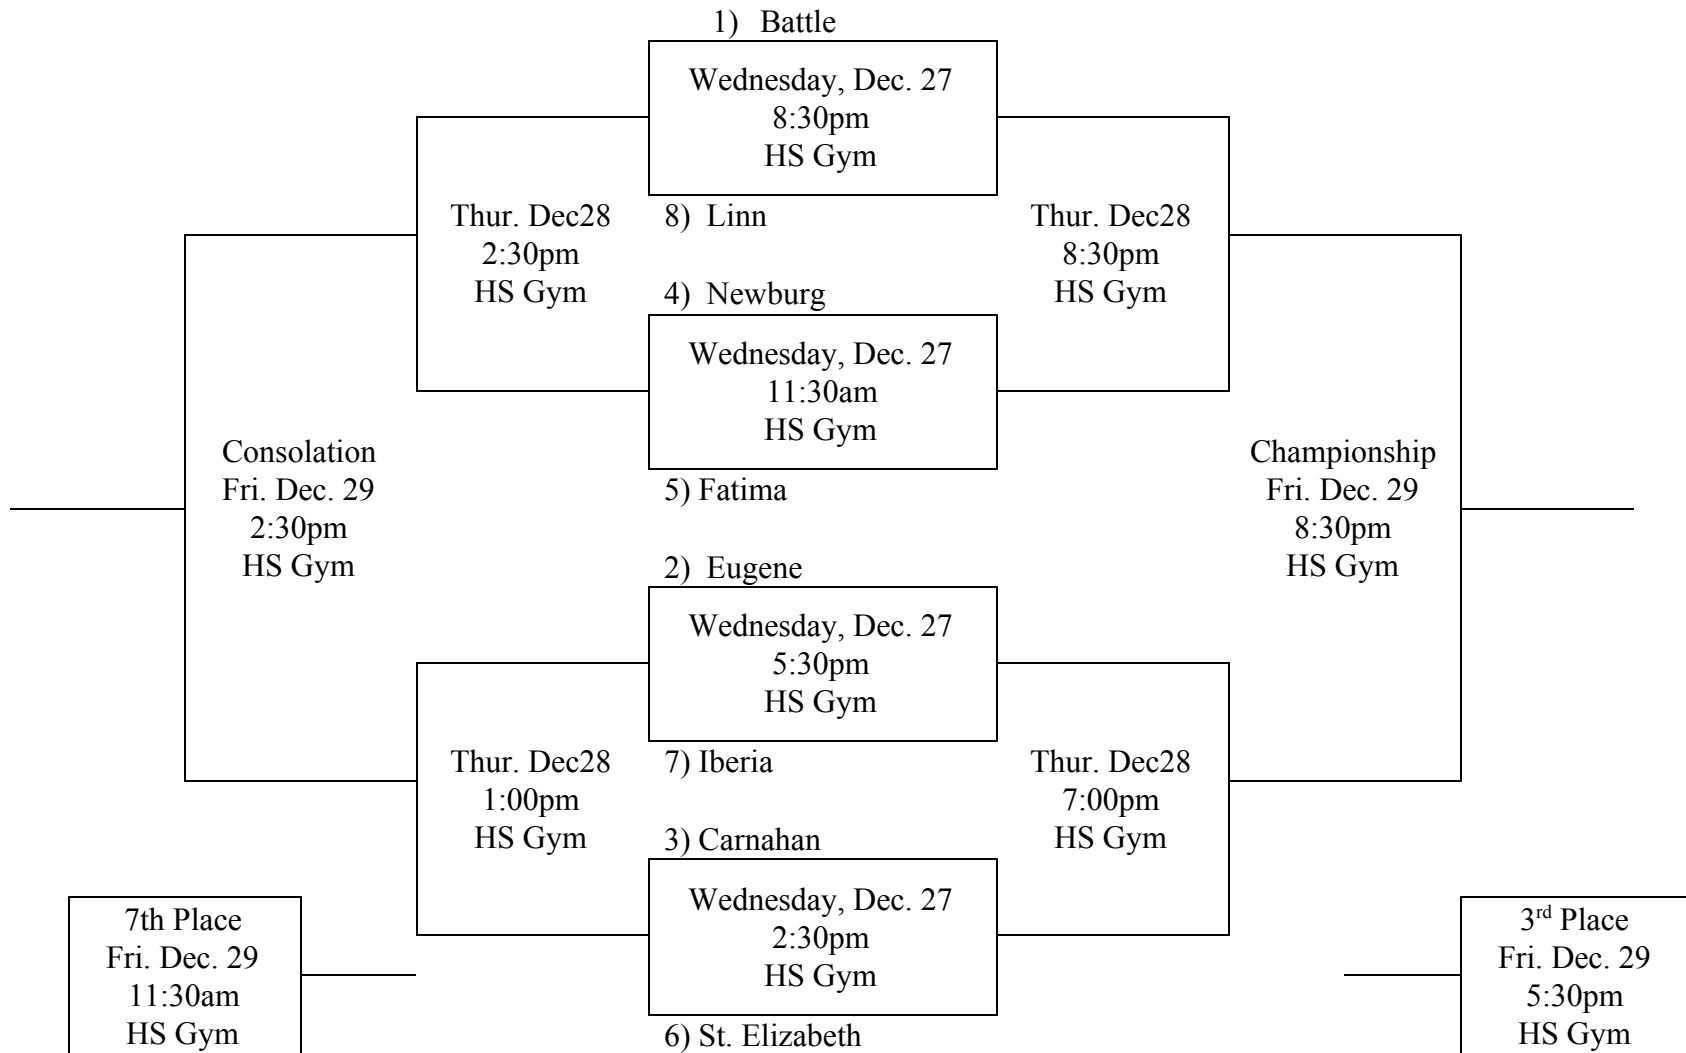 1) Battle
Wednesday, Dec. 27
8:30pm
HS Gym
8) Linn
Thur. Dec28
2:30pm
HS Gym
Thur. Dec28
8:30pm
HS Gym
4) Newburg
Wednesday, Dec. 27
11:30am
HS Gym
5) Fatima
Consolation
Fri. Dec. 29
2:30pm
HS Gym
Championship
Fri. Dec. 29
8:30pm
HS Gym
2) Eugene
Wednesday, Dec. 27
5:30pm
HS Gym
7) Iberia
Thur. Dec28
1:00pm
HS Gym
Thur. Dec28
7:00pm
HS Gym
3) Carnahan
Wednesday, Dec. 27
2:30pm
HS Gym
6) St. Elizabeth
7th Place
Fri. Dec. 29
11:30am
HS Gym
3rd Place
Fri. Dec. 29
5:30pm
HS Gym